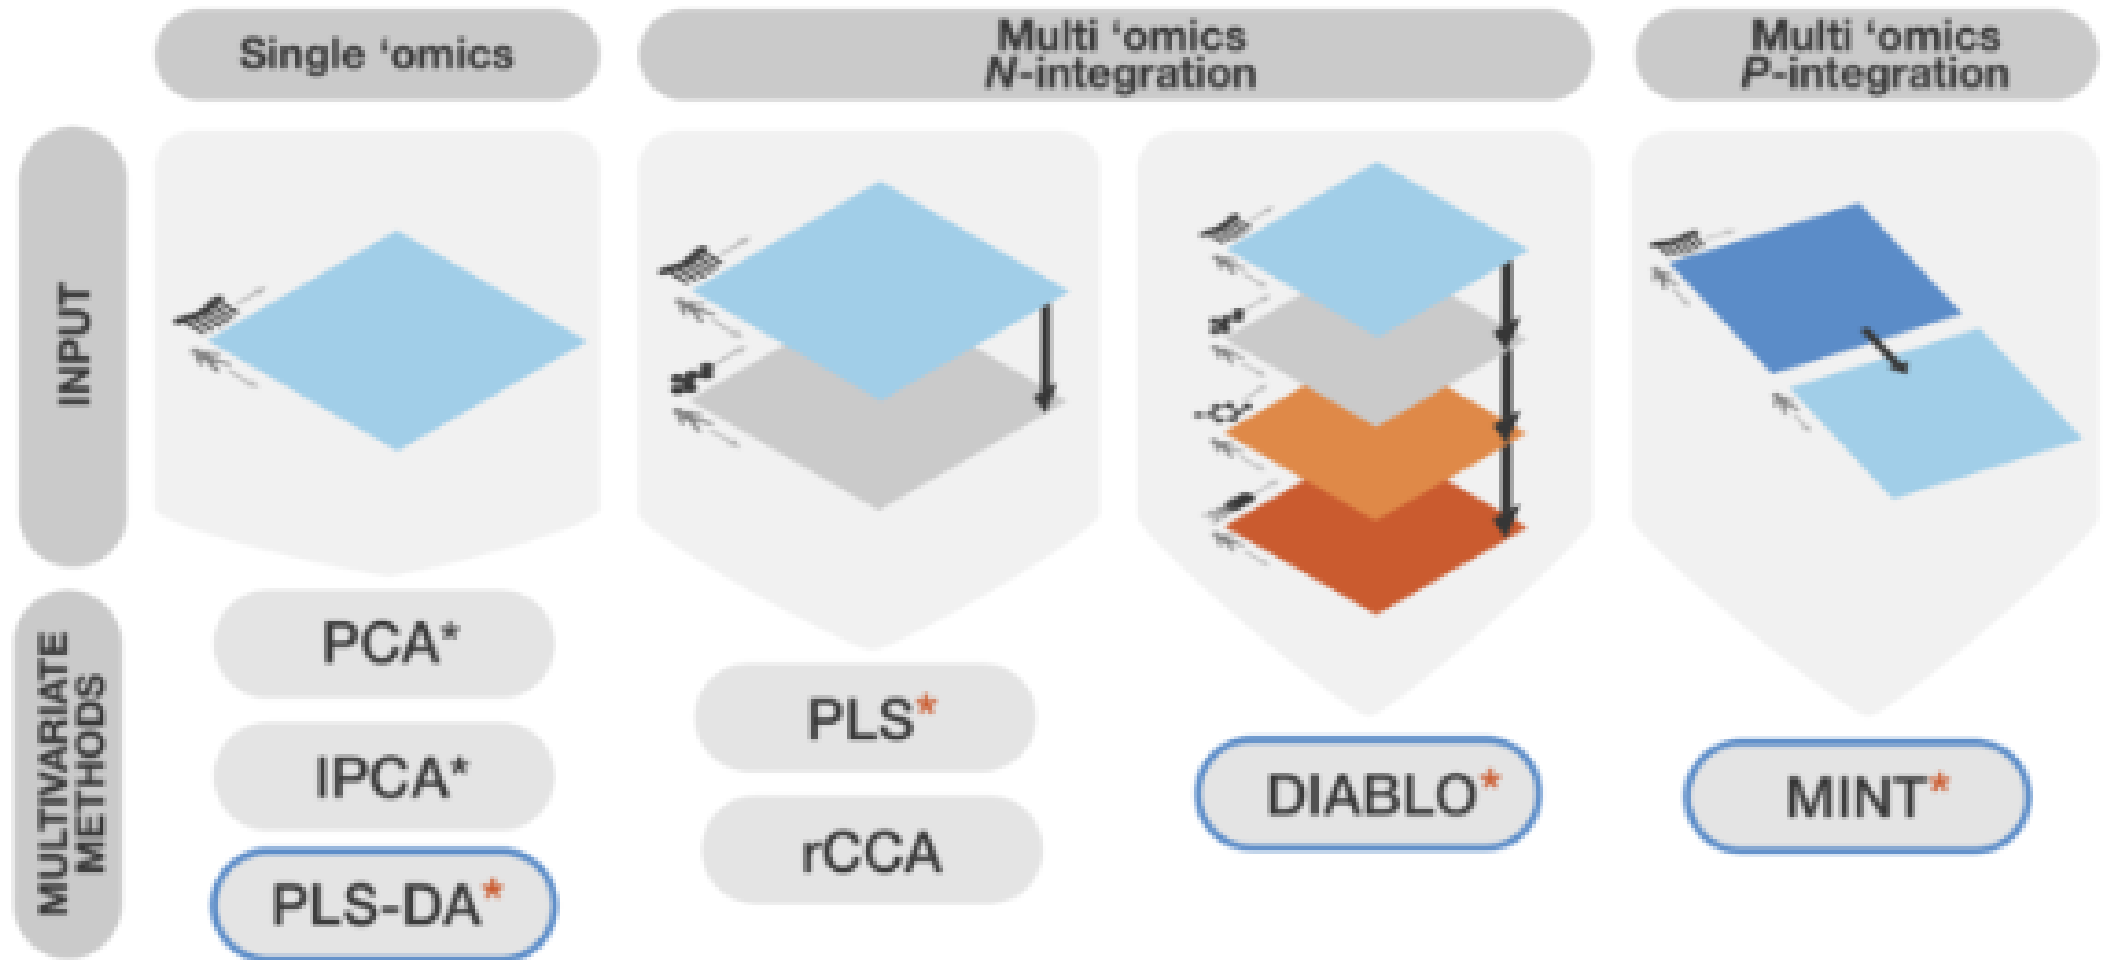 Single ‘omics
Multi ‘omics
N-integration
Multi ‘omics
P-integration
INPUT
MULTIVARIATE
METHODS
PCA*
IPCA*
PLS-DA*
PLS*
rCCA
DIABLO*
MINT*